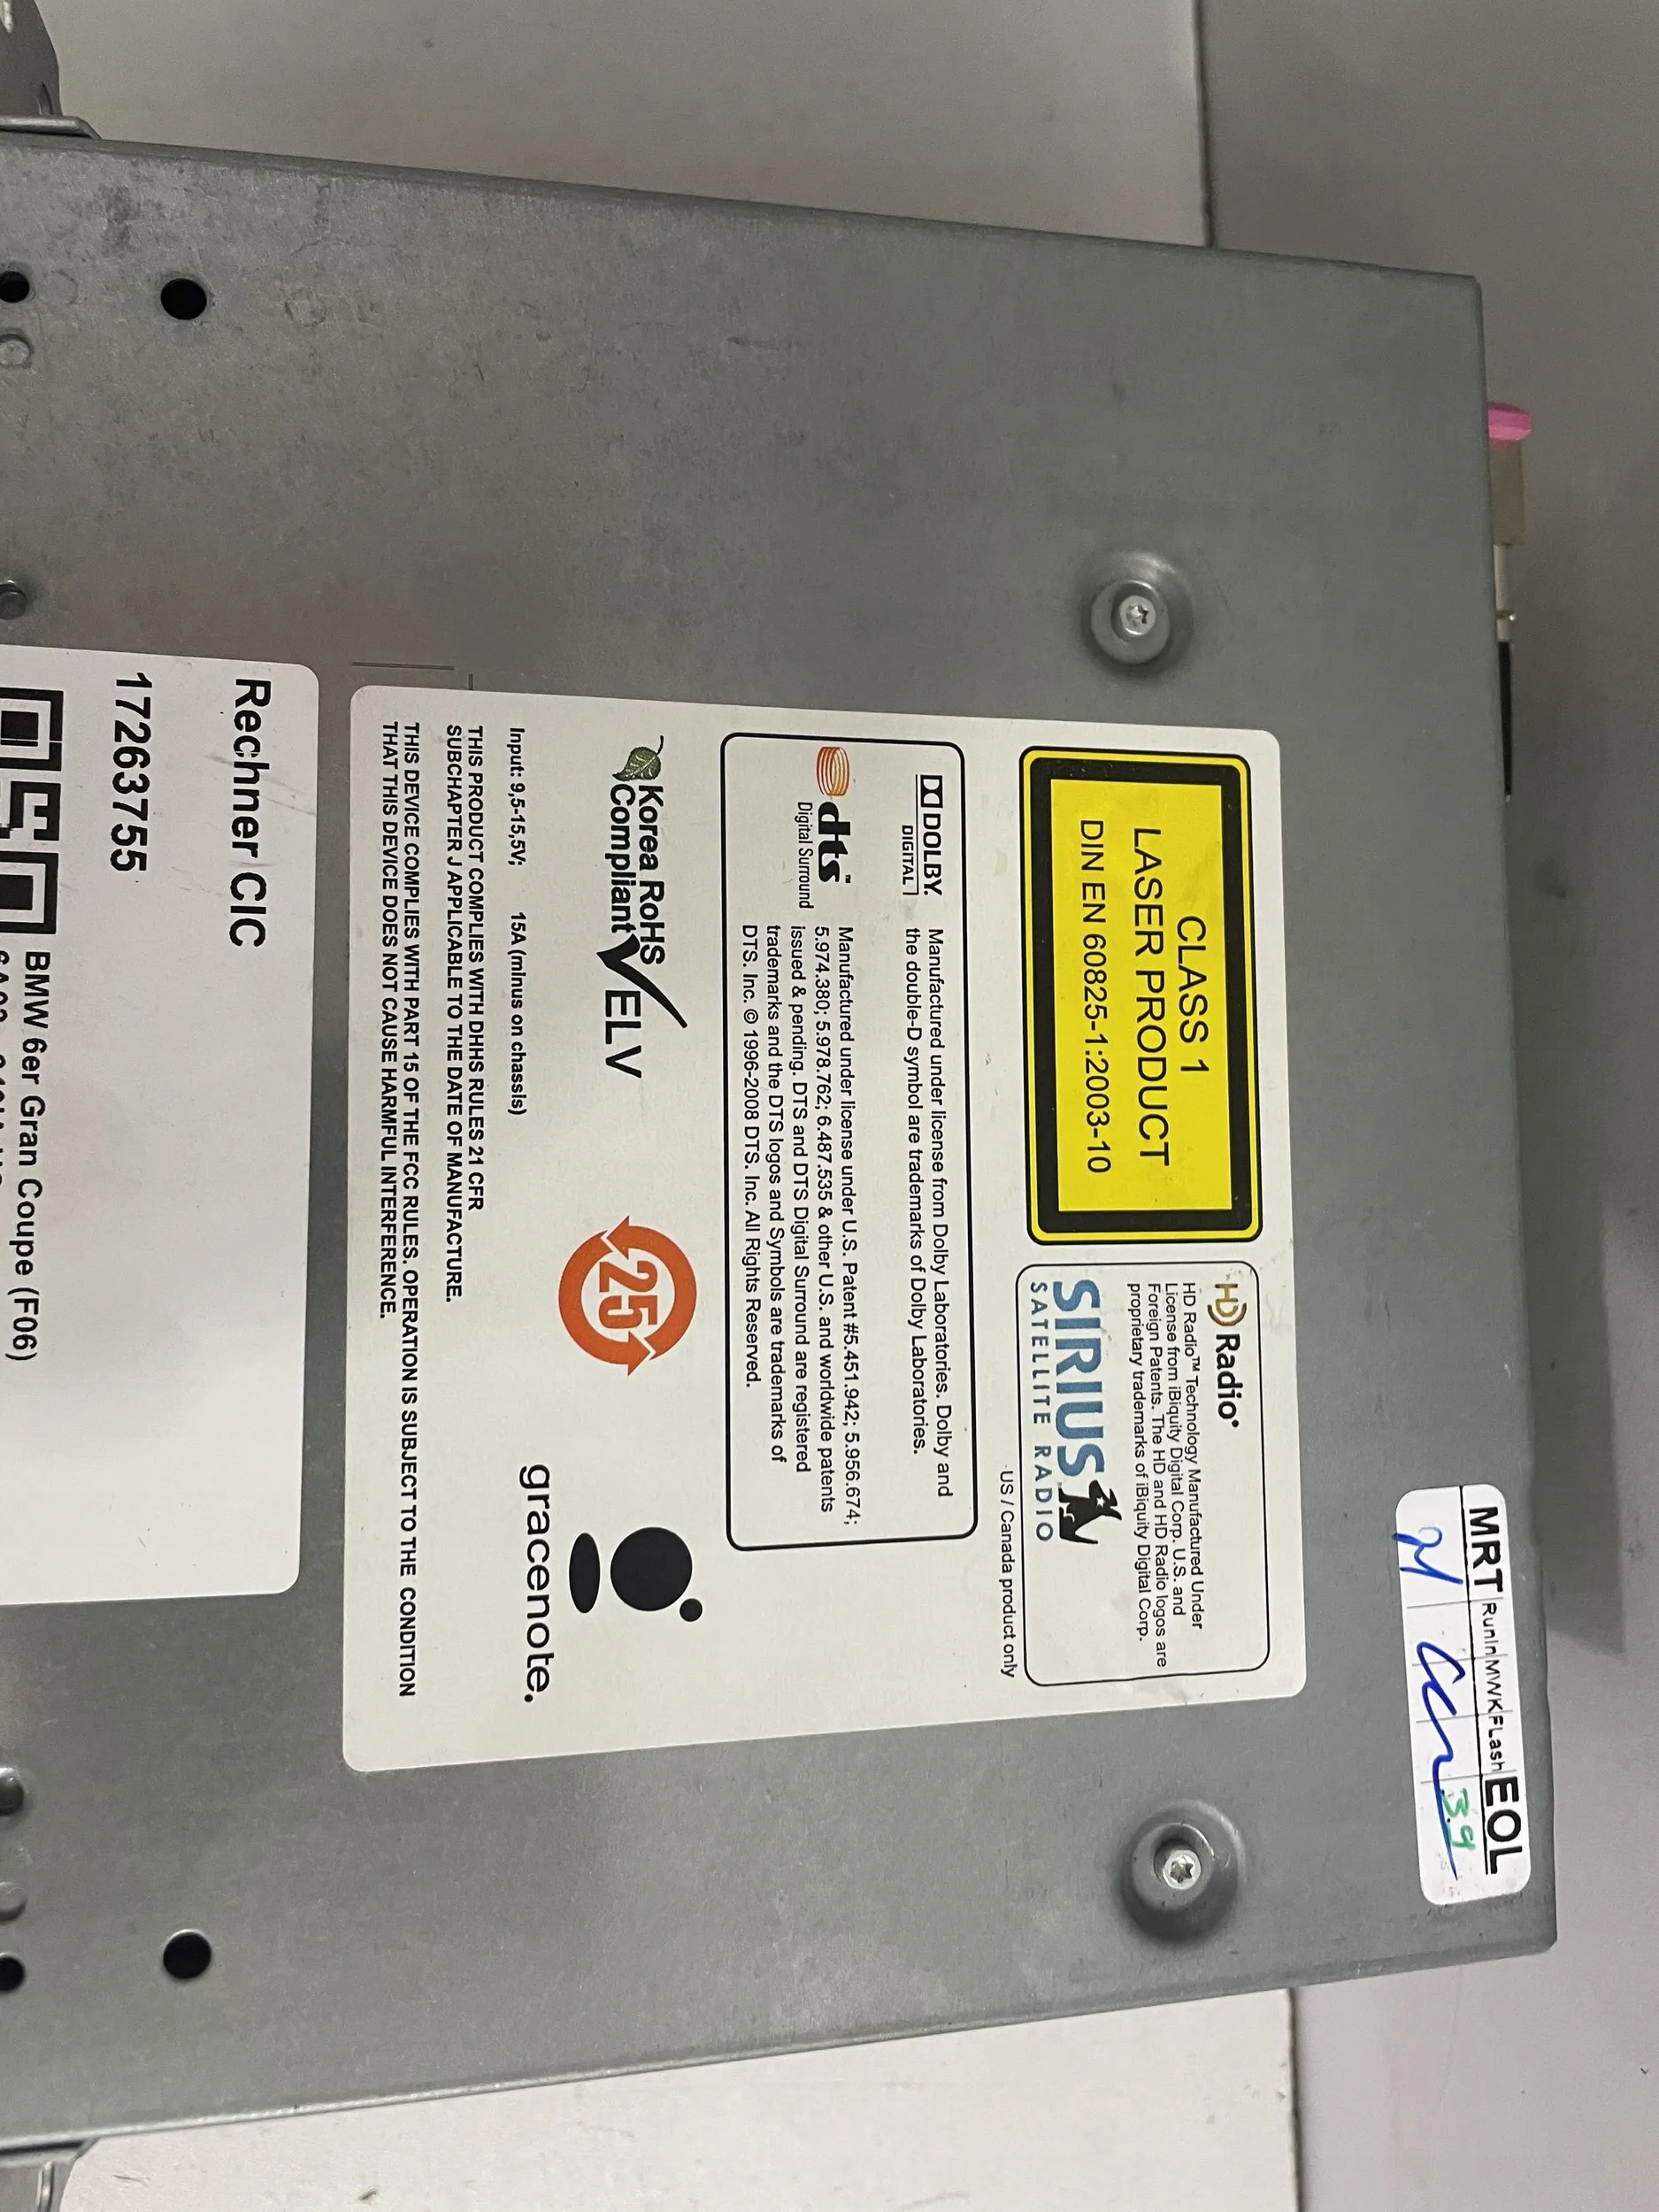 MRT RunIn MWK FLash EOL
3.9
CLASS 1
LASER PRODUCT
DIN EN 60825-1:2003-10
HD Radio
HD Radio™ Technology Manufactured Under
License from iBiquity Digital Corp. U.S. and
Foreign Patents. The HD and HD Radio logos are
proprietary trademarks of iBiquity Digital Corp.
SIRIUS
SATELLITE RADIO
US / Canada product only
DOLBY.
DIGITAL
Manufactured under license from Dolby Laboratories. Dolby and
the double-D symbol are trademarks of Dolby Laboratories.
dts™
Digital Surround
Manufactured under license under U.S. Patent #5.451.942; 5.956.674;
5.974.380; 5.978.762; 6.487.535 & other U.S. and worldwide patents
issued & pending. DTS and DTS Digital Surround are registered
trademarks and the DTS logos and Symbols are trademarks of
DTS. Inc. © 1996-2008 DTS. Inc. All Rights Reserved.
Korea RoHS
Compliant ELV
25
gracenote.
Input: 9,5-15,5V; 15A (minus on chassis)
THIS PRODUCT COMPLIES WITH DHHS RULES 21 CFR
SUBCHAPTER J APPLICABLE TO THE DATE OF MANUFACTURE.
THIS DEVICE COMPLIES WITH PART 15 OF THE FCC RULES. OPERATION IS SUBJECT TO THE CONDITION
THAT THIS DEVICE DOES NOT CAUSE HARMFUL INTERFERENCE.
Rechner CIC
17263755
BMW 6er Gran Coupe (F06)